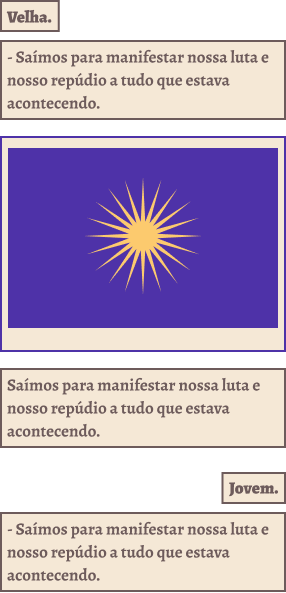 Velha.
- Saímos para manifestar nossa luta e
nosso repúdio a tudo que estava
acontecendo.
Saímos para manifestar nossa luta e
nosso repúdio a tudo que estava
acontecendo.
Jovem.
- Saímos para manifestar nossa luta e
nosso repúdio a tudo que estava
acontecendo.